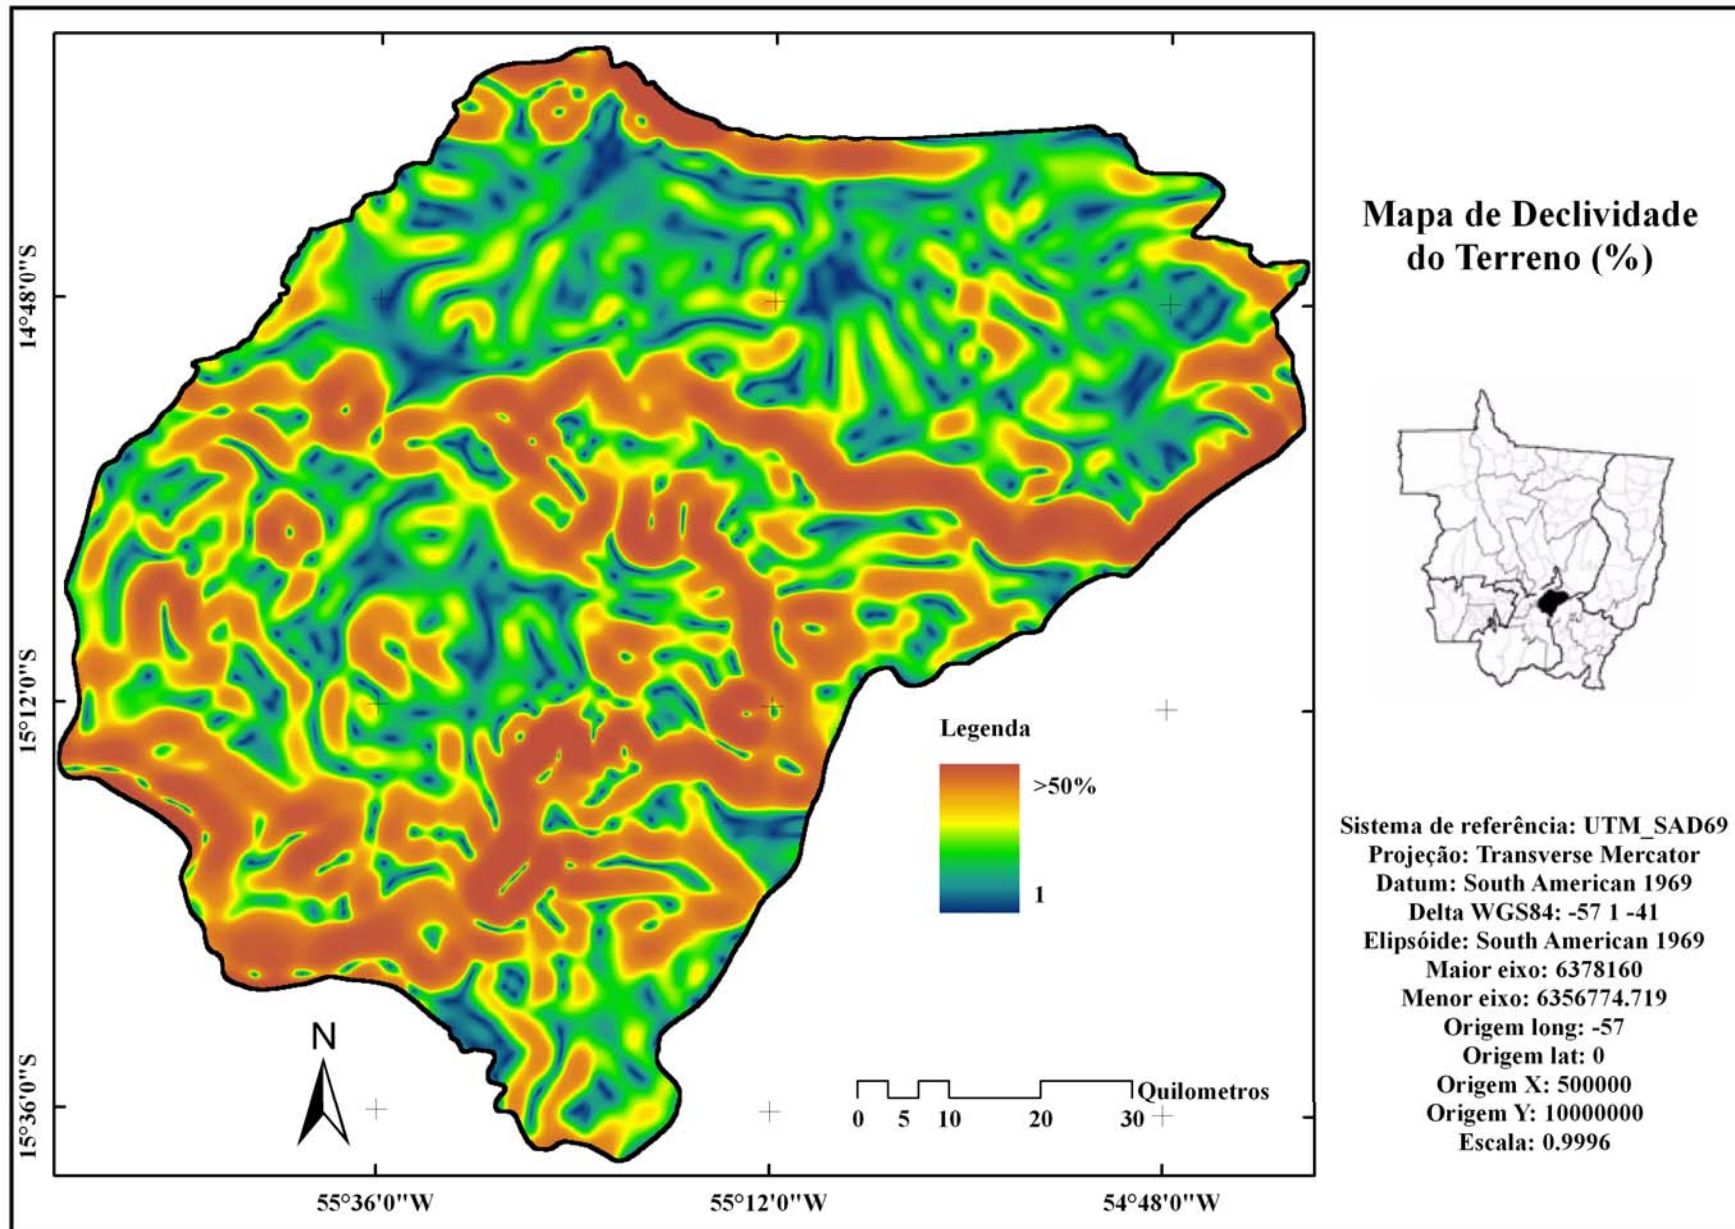 Mapa de Declividade
do Terreno (%)
14°48'0"S
15°12'0"S
15°36'0"S
Legenda
>50%
1
N
Quilometros
0 5 10 20 30
55°36'0"W 55°12'0"W 54°48'0"W
Sistema de referência: UTM_SAD69
Projeção: Transverse Mercator
Datum: South American 1969
Delta WGS84: -57 1 -41
Elipsóide: South American 1969
Maior eixo: 6378160
Menor eixo: 6356774.719
Origem long: -57
Origem lat: 0
Origem X: 500000
Origem Y: 10000000
Escala: 0.9996